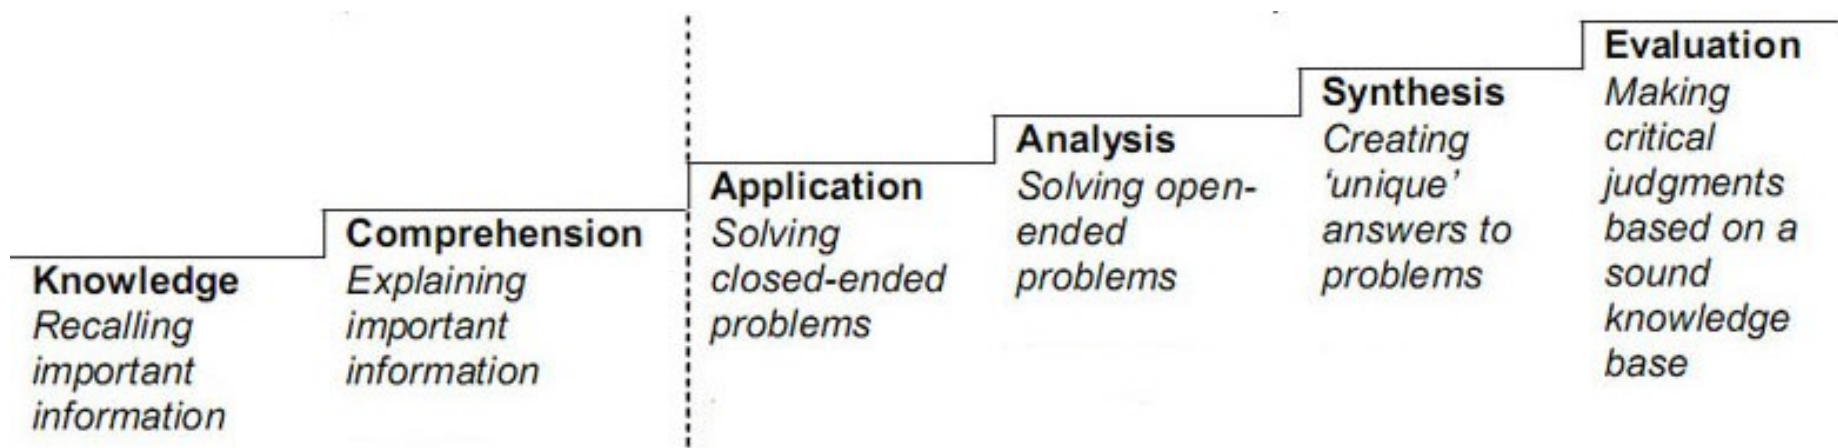 Knowledge
Recalling
important
information
Comprehension
Explaining
important
information
Application
Solving
closed-ended
problems
Analysis
Solving open-
ended
problems
Synthesis
Creating
‘unique’
answers to
problems
Evaluation
Making
critical
judgments
based on a
sound
knowledge
base